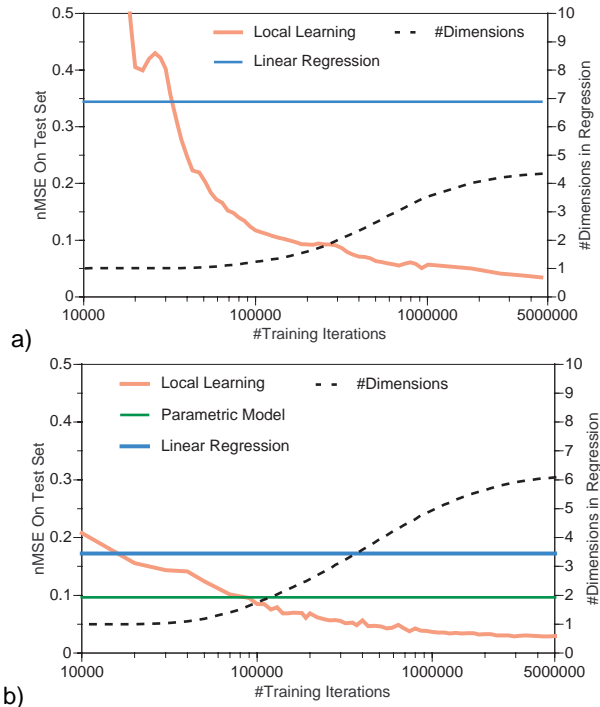 0.5 10
Local Learning #Dimensions 9
0.4 Linear Regression 8
7
0.3 6
nMSE On Test Set 5 #Dimensions in Regression
0.2 4
3
0.1 2
1
0 0
10000 100000 1000000 5000000
#Training Iterations
a)
0.5 10
Local Learning #Dimensions 9
0.4 Parametric Model 8
Linear Regression 7
0.3 6
nMSE On Test Set 5 #Dimensions in Regression
0.2 4
3
0.1 2
1
0 0
10000 100000 1000000 5000000
#Training Iterations
b)